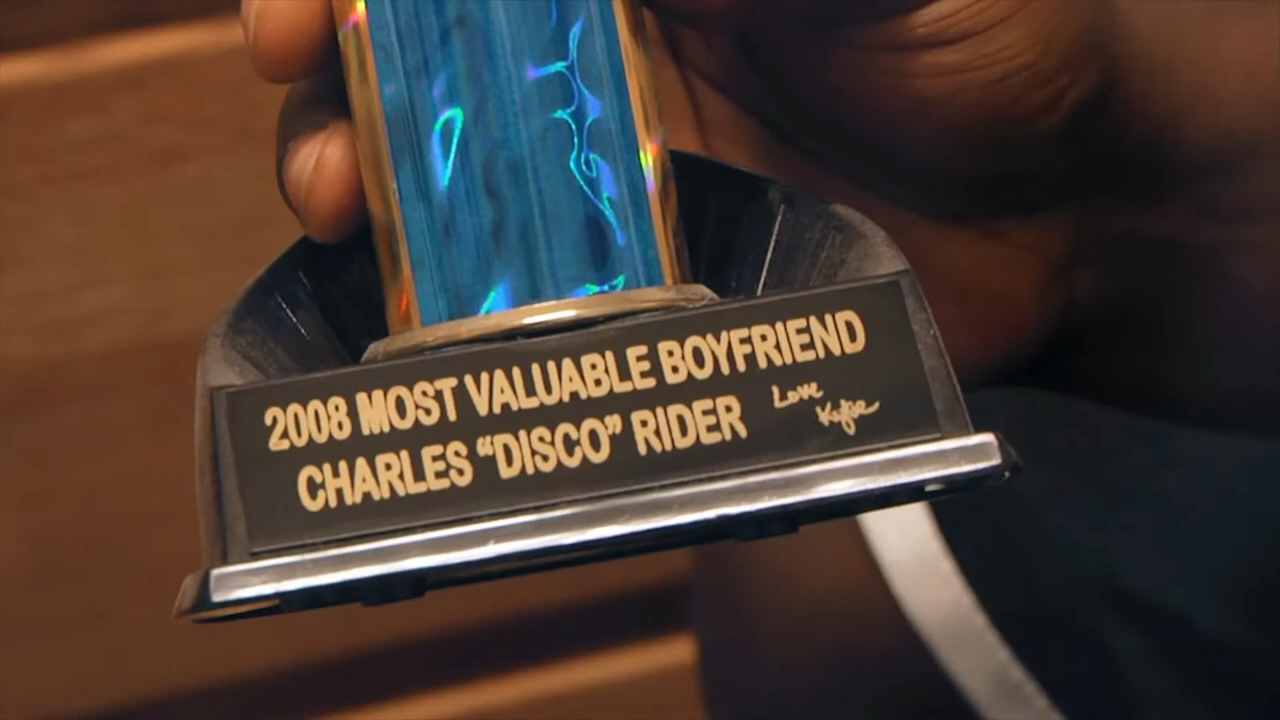 2008 MOST VALUABLE BOYFRIEND
CHARLES “DISCO” RIDER
Love
Kylie